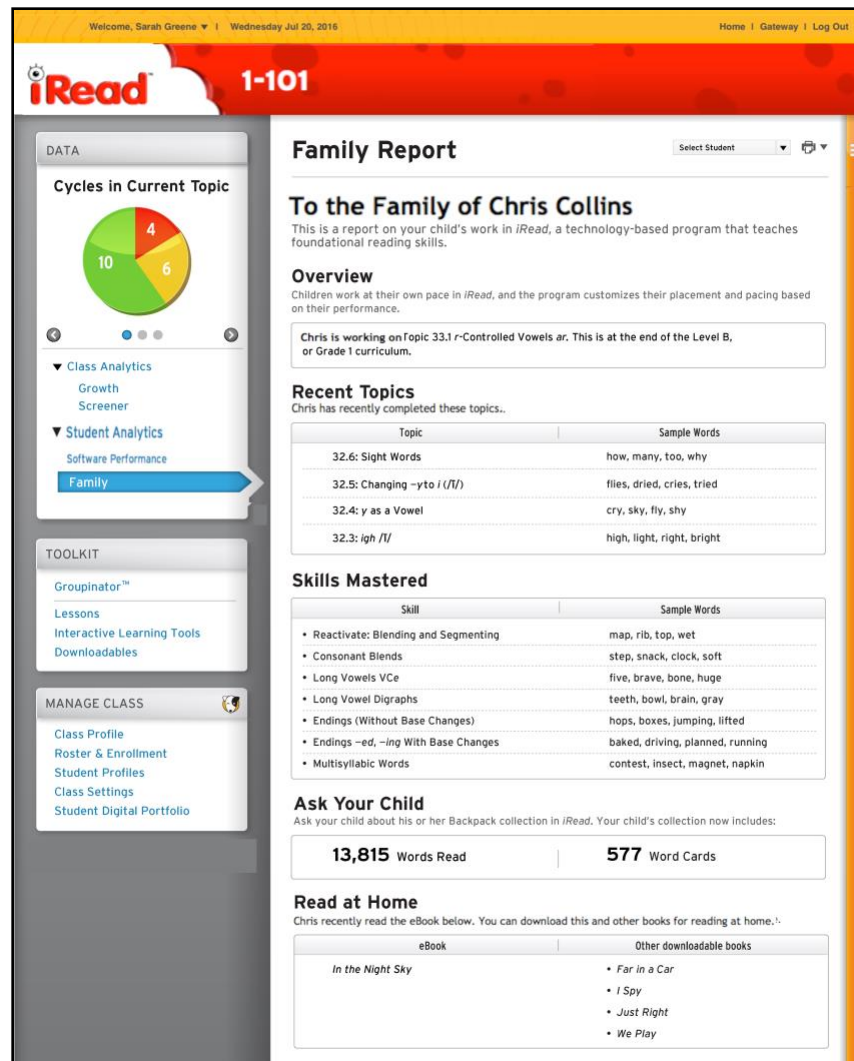 Welcome, Sarah Greene ▼ | Wednesday Jul 20, 2016
Home | Gateway | Log Out
iRead™
1-101
DATA
Cycles in Current Topic
4
10
6
▼ Class Analytics
Growth
Screener
▼ Student Analytics
Software Performance
Family
TOOLKIT
Groupinator™
Lessons
Interactive Learning Tools
Downloadables
MANAGE CLASS
Class Profile
Roster & Enrollment
Student Profiles
Class Settings
Student Digital Portfolio
Family Report
Select Student
To the Family of Chris Collins
This is a report on your child's work in iRead, a technology-based program that teaches
foundational reading skills.
Overview
Children work at their own pace in iRead, and the program customizes their placement and pacing based
on their performance.
Chris is working on Topic 33.1 r-Controlled Vowels ar. This is at the end of the Level B,
or Grade 1 curriculum.
Recent Topics
Chris has recently completed these topics..
Topic Sample Words
32.6: Sight Words how, many, too, why
32.5: Changing –y to i (/ī/) flies, dried, cries, tried
32.4: y as a Vowel cry, sky, fly, shy
32.3: igh /ī/ high, light, right, bright
Skills Mastered
Skill Sample Words
• Reactivate: Blending and Segmenting map, rib, top, wet
• Consonant Blends step, snack, clock, soft
• Long Vowels VCe five, brave, bone, huge
• Long Vowel Digraphs teeth, bowl, brain, gray
• Endings (Without Base Changes) hops, boxes, jumping, lifted
• Endings –ed, –ing With Base Changes baked, driving, planned, running
• Multisyllabic Words contest, insect, magnet, napkin
Ask Your Child
Ask your child about his or her Backpack collection in iRead. Your child's collection now includes:
13,815 Words Read 577 Word Cards
Read at Home
Chris recently read the eBook below. You can download this and other books for reading at home.¹·
eBook Other downloadable books
In the Night Sky • Far in a Car
• I Spy
• Just Right
• We Play